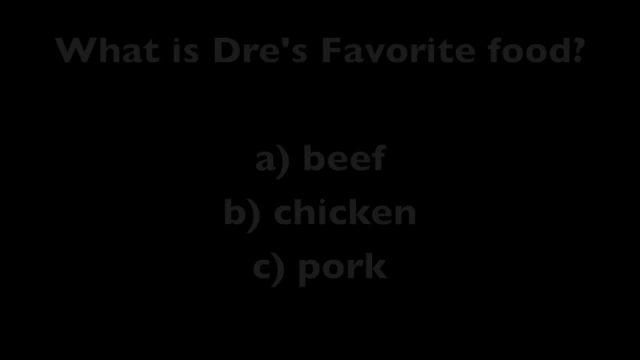 What is Dre's Favorite food?
a) beef
b) chicken
c) pork